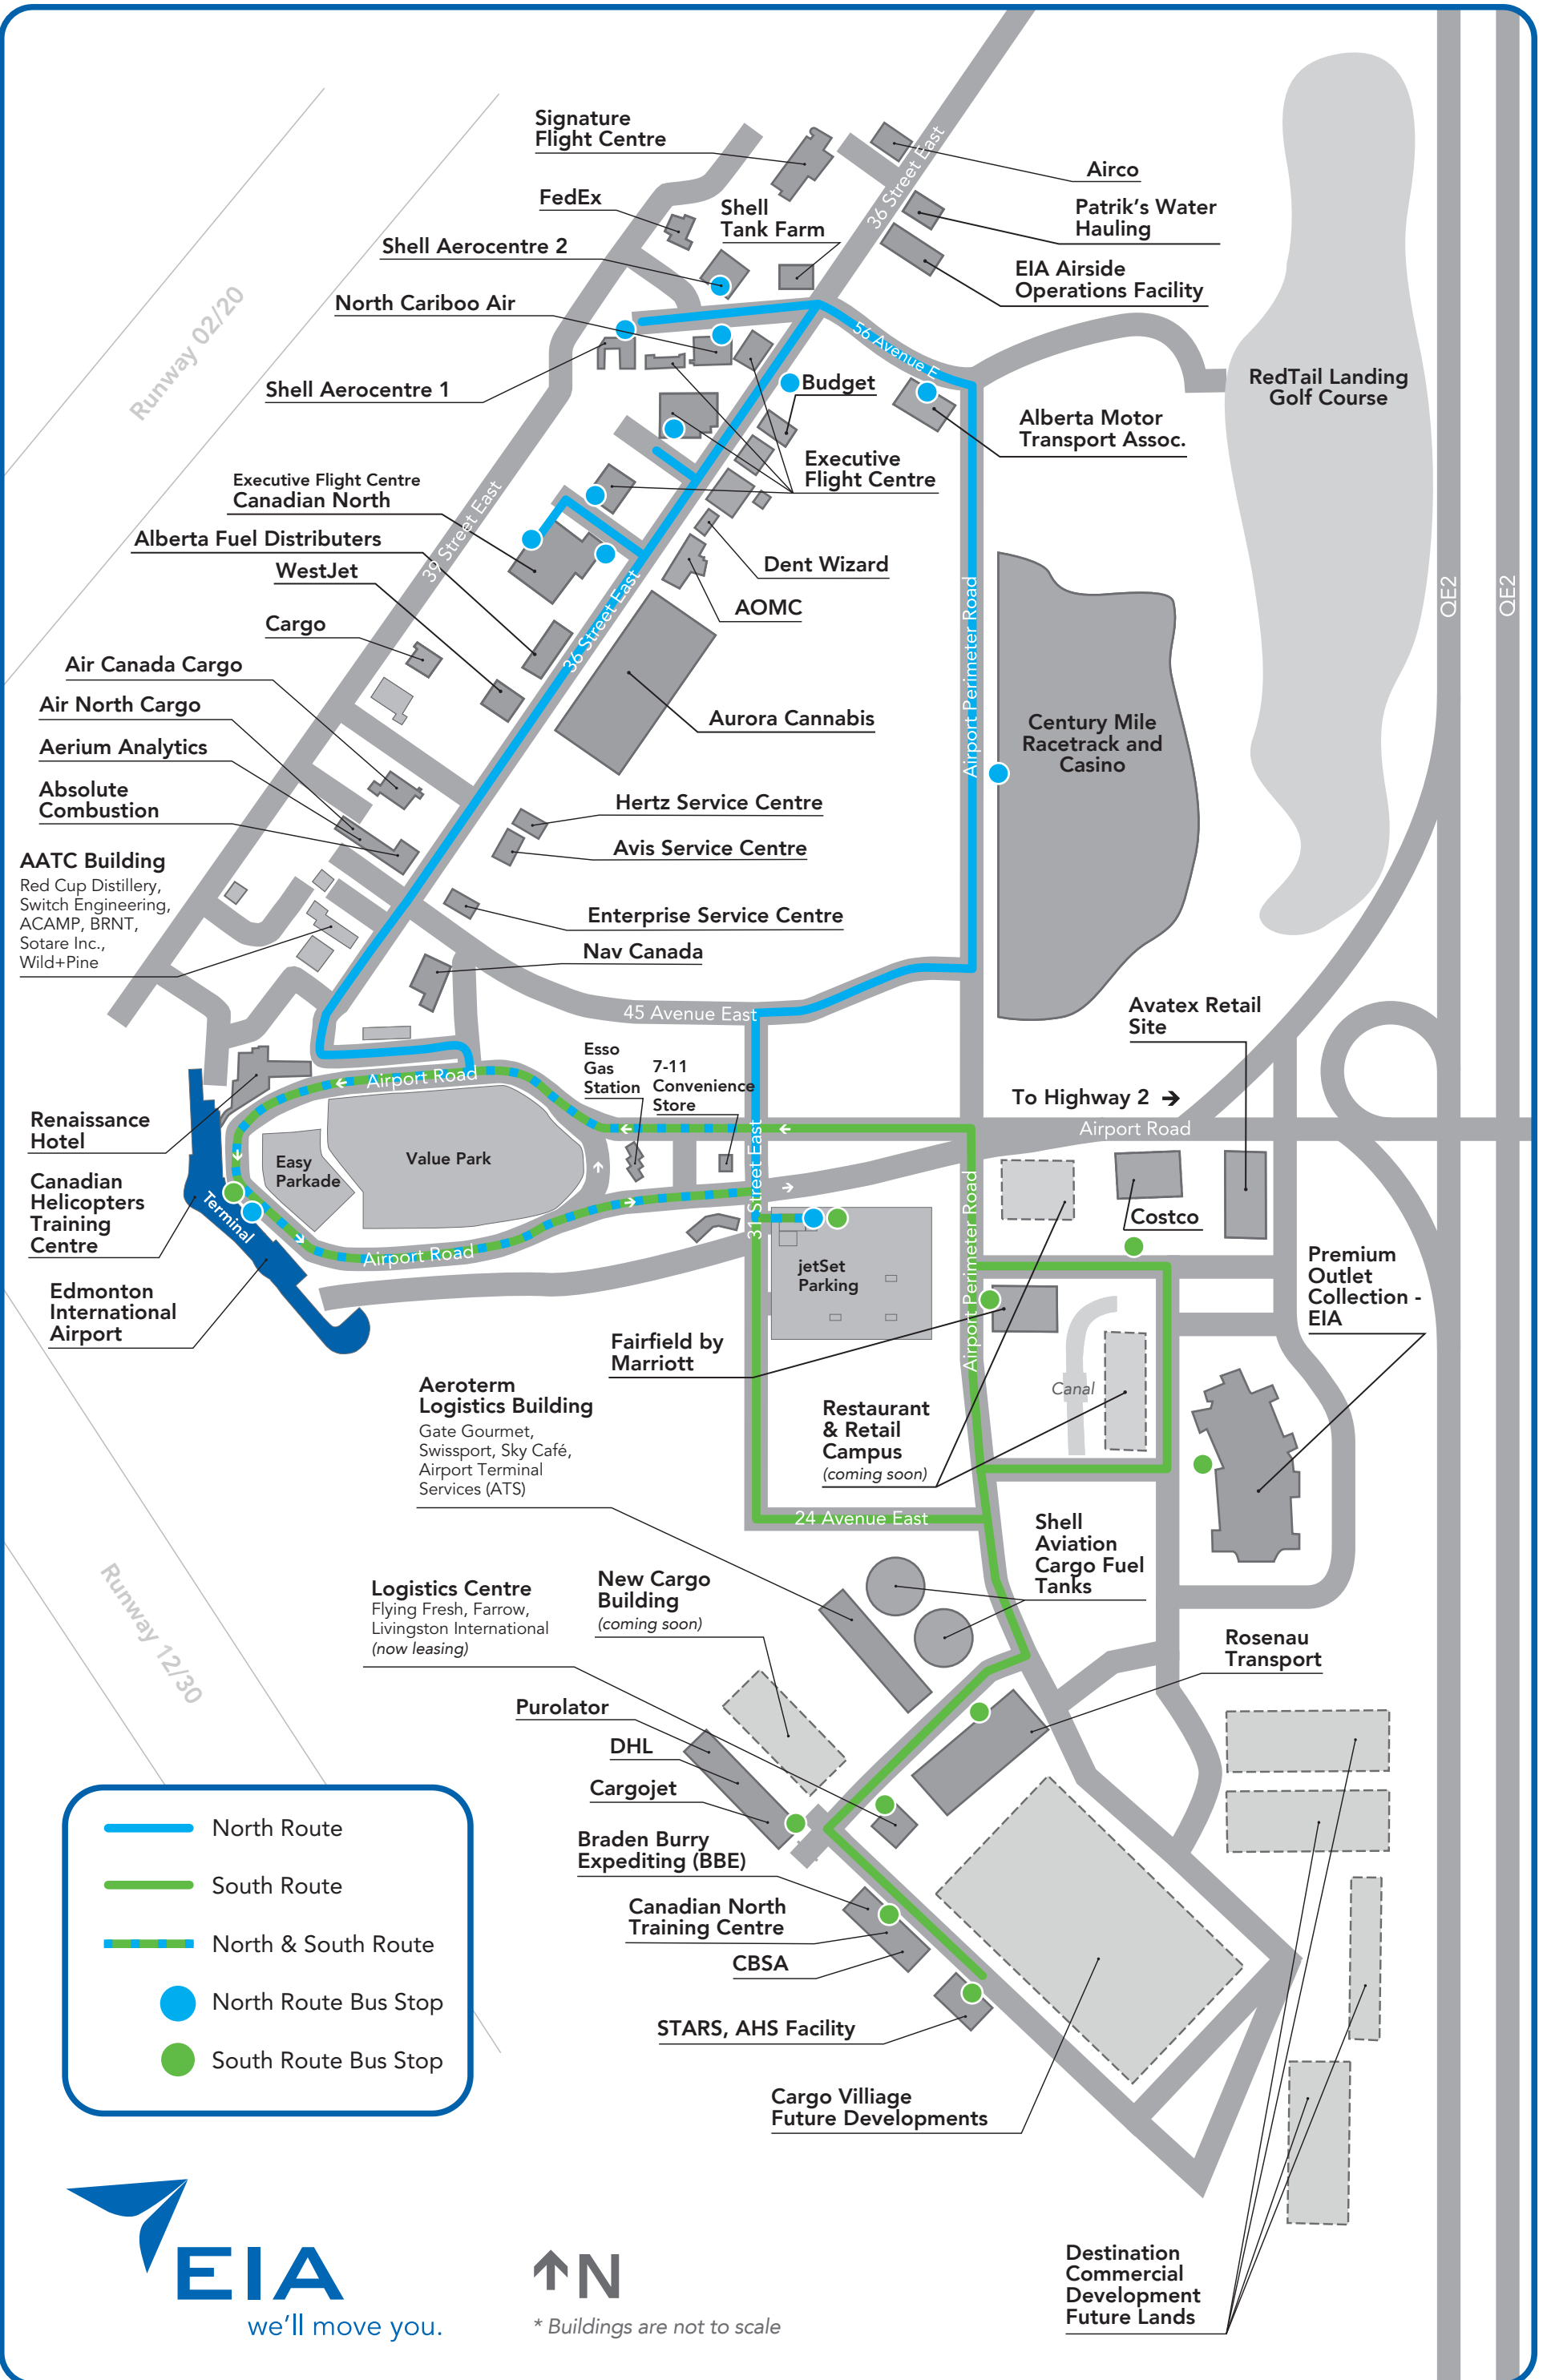 Signature
Flight Centre
FedEx
Shell Aerocentre 2
Shell
Tank Farm
North Cariboo Air
Shell Aerocentre 1
36 Street East
Airco
Patrik's Water
Hauling
EIA Airside
Operations Facility
56 Avenue E
Budget
Alberta Motor
Transport Assoc.
RedTail Landing
Golf Course
Runway 02/20
Executive
Flight Centre
Executive Flight Centre
Canadian North
Alberta Fuel Distributers
WestJet
Cargo
39 Street East
36 Street East
Dent Wizard
AOMC
Airport Perimeter Road
QE2
QE2
Air Canada Cargo
Air North Cargo
Aerium Analytics
Absolute
Combustion
Aurora Cannabis
Century Mile
Racetrack and
Casino
Hertz Service Centre
Avis Service Centre
AATC Building
Red Cup Distillery,
Switch Engineering,
ACAMP, BRNT,
Sotare Inc.,
Wild+Pine
Enterprise Service Centre
Nav Canada
45 Avenue East
Avatex Retail
Site
Esso
Gas
Station
7-11
Convenience
Store
To Highway 2 →
Airport Road
Airport Road
Renaissance
Hotel
Easy
Parkade
Value Park
Canadian
Helicopters
Training
Centre
Terminal
31 Street East
Airport Road
Costco
Edmonton
International
Airport
jetSet
Parking
Airport Perimeter Road
Premium
Outlet
Collection -
EIA
Fairfield by
Marriott
Canal
Aeroterm
Logistics Building
Gate Gourmet,
Swissport, Sky Café,
Airport Terminal
Services (ATS)
Restaurant
& Retail
Campus
(coming soon)
24 Avenue East
Shell
Aviation
Cargo Fuel
Tanks
Runway 12/30
Logistics Centre
Flying Fresh, Farrow,
Livingston International
(now leasing)
New Cargo
Building
(coming soon)
Rosenau
Transport
Purolator
DHL
Cargojet
Braden Burry
Expediting (BBE)
Canadian North
Training Centre
CBSA
STARS, AHS Facility
Cargo Villiage
Future Developments
North Route
South Route
North & South Route
North Route Bus Stop
South Route Bus Stop
Destination
Commercial
Development
Future Lands
EIA
we'll move you.
N
* Buildings are not to scale